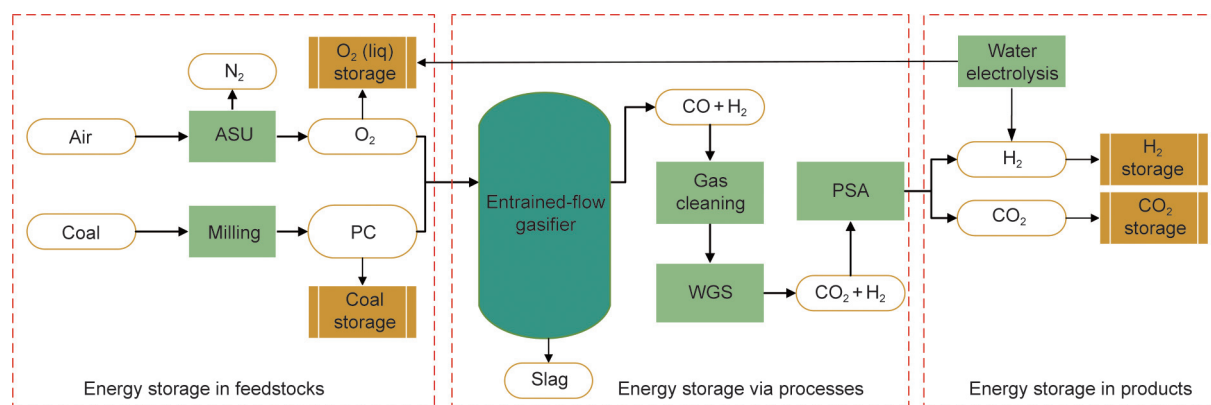 O₂ (liq)
storage
N₂
Air
ASU
O₂
Coal
Milling
PC
Coal
storage
Energy storage in feedstocks
Entrained-flow
gasifier
Slag
CO + H₂
Gas
cleaning
WGS
CO₂ + H₂
PSA
Energy storage via processes
Water
electrolysis
H₂
H₂
storage
CO₂
CO₂
storage
Energy storage in products